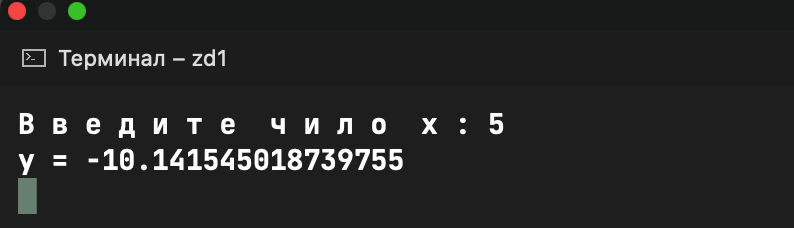 Терминал – zd1
Введите чило x: 5
y = -10.141545018739755